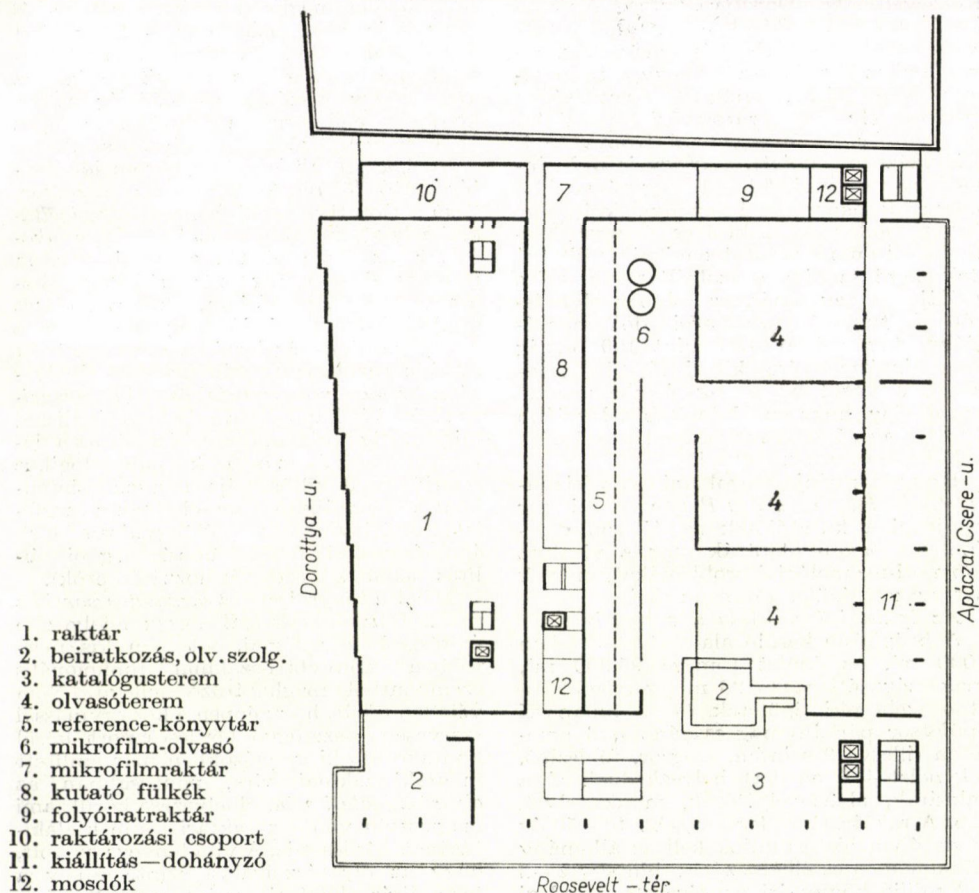 10
7
9
12
6
4
8
4
5
1
4
11
12
2
2
3
Dorottya-u.
Apáczai Csere-u.
Roosevelt-tér
1. raktár
2. beiratkozás, olv. szolg.
3. katalógusterem
4. olvasóterem
5. reference-könyvtár
6. mikrofilm-olvasó
7. mikrofilmraktár
8. kutató fülkék
9. folyóiratraktár
10. raktározási csoport
11. kiállítás—dohányzó
12. mosdók